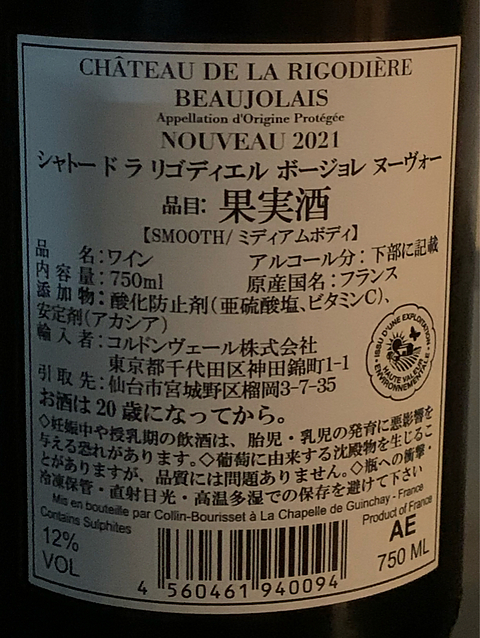 CHÂTEAU DE LA RIGODIÈRE
BEAUJOLAIS
Appellation d'Origine Protégée
NOUVEAU 2021
シャトー ド ラ リゴディエル ボージョレ ヌーヴォー
品目: 果実酒
【SMOOTH/ ミディアムボディ】
品 名:ワイン アルコール分:下部に記載
内 容 量:750ml 原産国名:フランス
添 加 物:酸化防止剤(亜硫酸塩、ビタミンC)、
安定剤(アカシア)
輸 入 者:コルドンヴェール株式会社
東京都千代田区神田錦町1-1
引 取 先:仙台市宮城野区榴岡3-7-35
ISSU D'UNE EXPLOITATION
HAUTE VALEUR
ENVIRONNEMENTALE
お酒は20歳になってから。
◇妊娠中や授乳期の飲酒は、胎児・乳児の発育に悪影響を
与える恐れがあります。◇葡萄に由来する沈殿物を生じるこ
とがありますが、品質には問題ありません。◇瓶への衝撃・
冷凍保管・直射日光・高温多湿での保存を避けて下さい
Mis en bouteille par Collin-Bourisset à La Chapelle de Guinchay - France
Contains Sulphites Product of France
12%
VOL
AE
750 ML
4 560461 940094